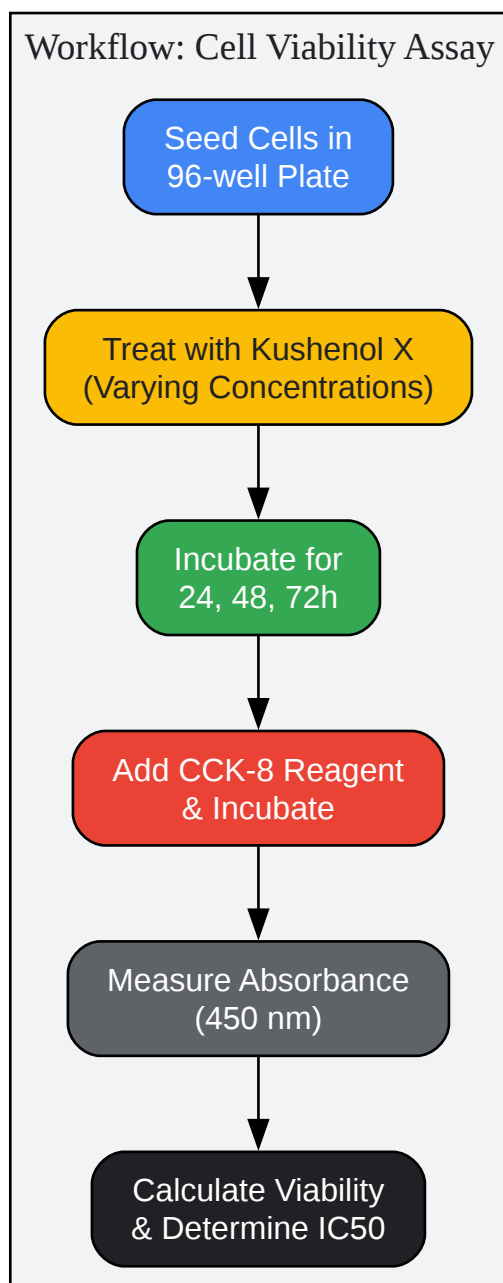 Workflow: Cell Viability Assay
Seed Cells in
96-well Plate
Treat with Kushenol X
(Varying Concentrations)
Incubate for
24, 48, 72h
Add CCK-8 Reagent
& Incubate
Measure Absorbance
(450 nm)
Calculate Viability
& Determine IC50